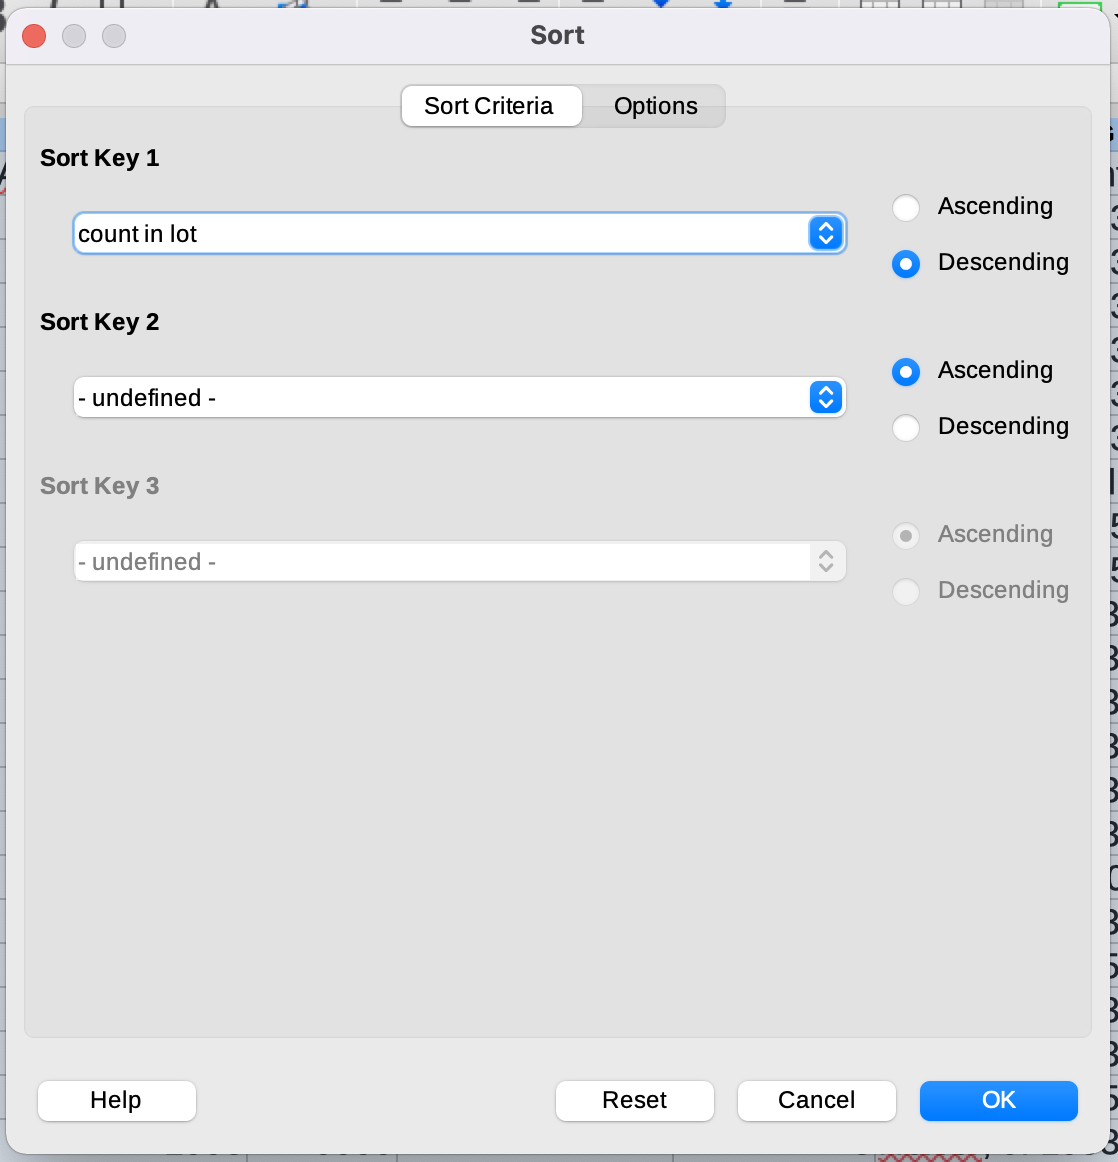 Sort
Sort Criteria
Options
Sort Key 1
count in lot
Ascending
Descending
Sort Key 2
- undefined -
Ascending
Descending
Sort Key 3
- undefined -
Ascending
Descending
Help
Reset
Cancel
OK